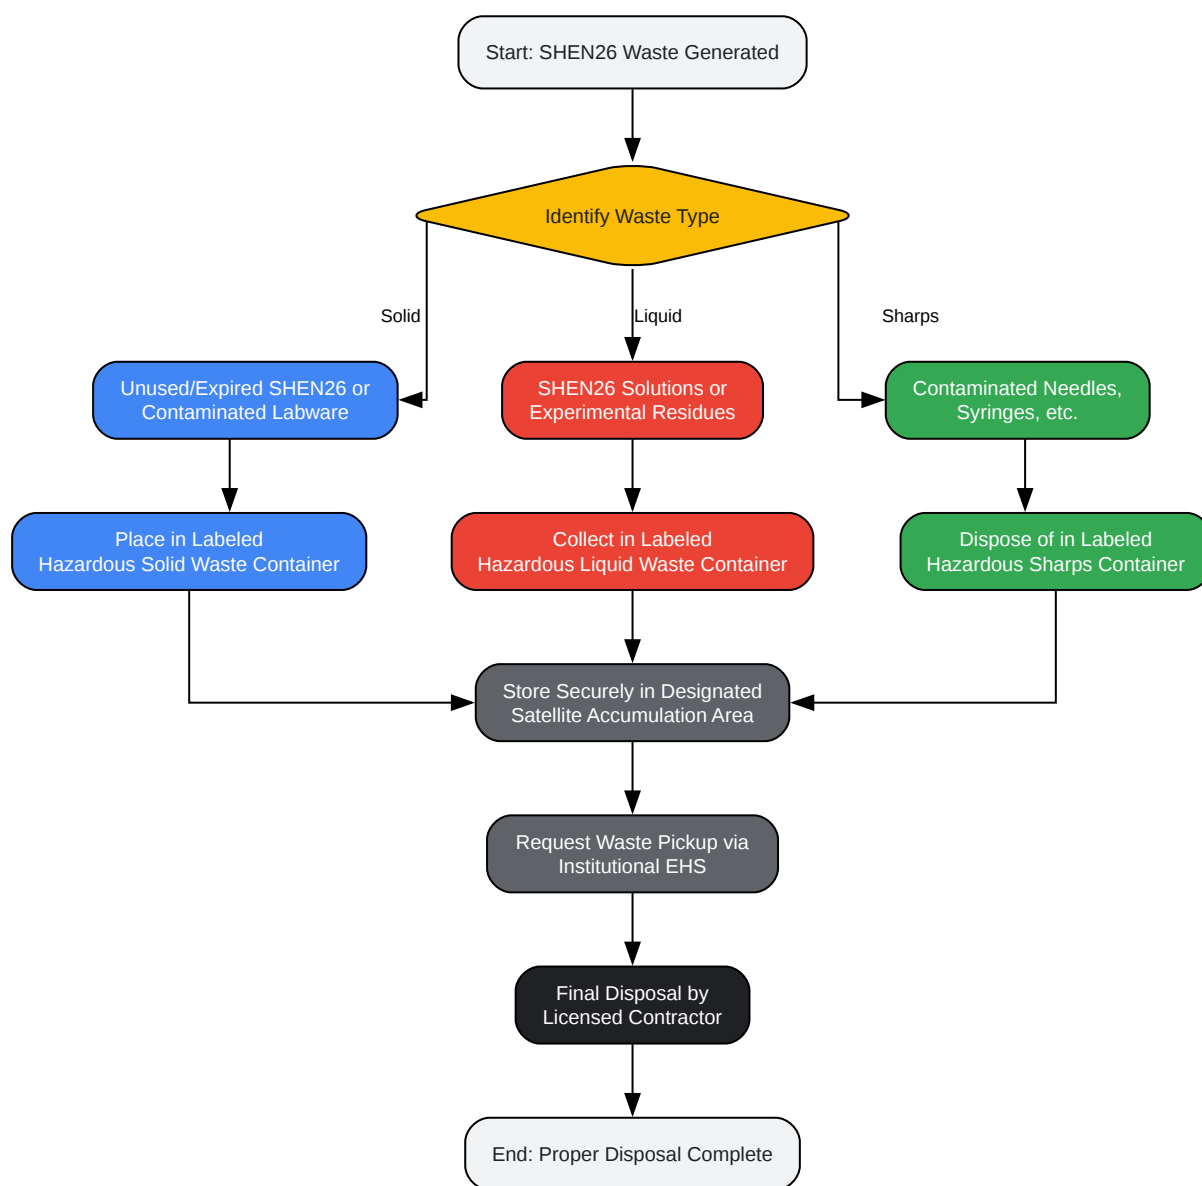 Start: SHEN26 Waste Generated
Identify Waste Type
Solid
Liquid
Sharps
Unused/Expired SHEN26 or
Contaminated Labware
SHEN26 Solutions or
Experimental Residues
Contaminated Needles,
Syringes, etc.
Place in Labeled
Hazardous Solid Waste Container
Collect in Labeled
Hazardous Liquid Waste Container
Dispose of in Labeled
Hazardous Sharps Container
Store Securely in Designated
Satellite Accumulation Area
Request Waste Pickup via
Institutional EHS
Final Disposal by
Licensed Contractor
End: Proper Disposal Complete